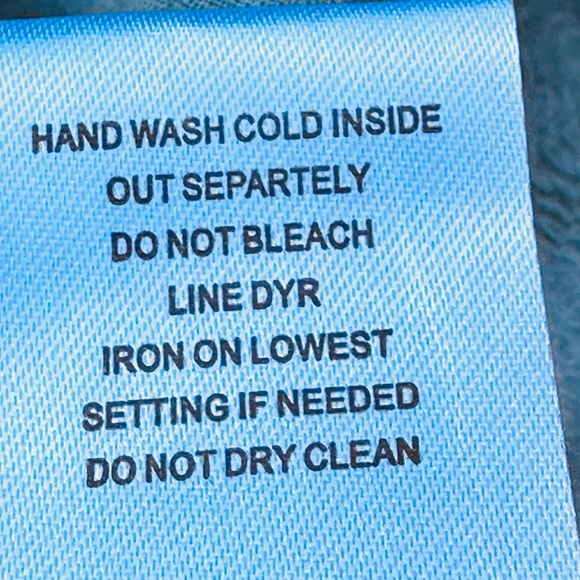 HAND WASH COLD INSIDE
OUT SEPARTELY
DO NOT BLEACH
LINE DYR
IRON ON LOWEST
SETTING IF NEEDED
DO NOT DRY CLEAN